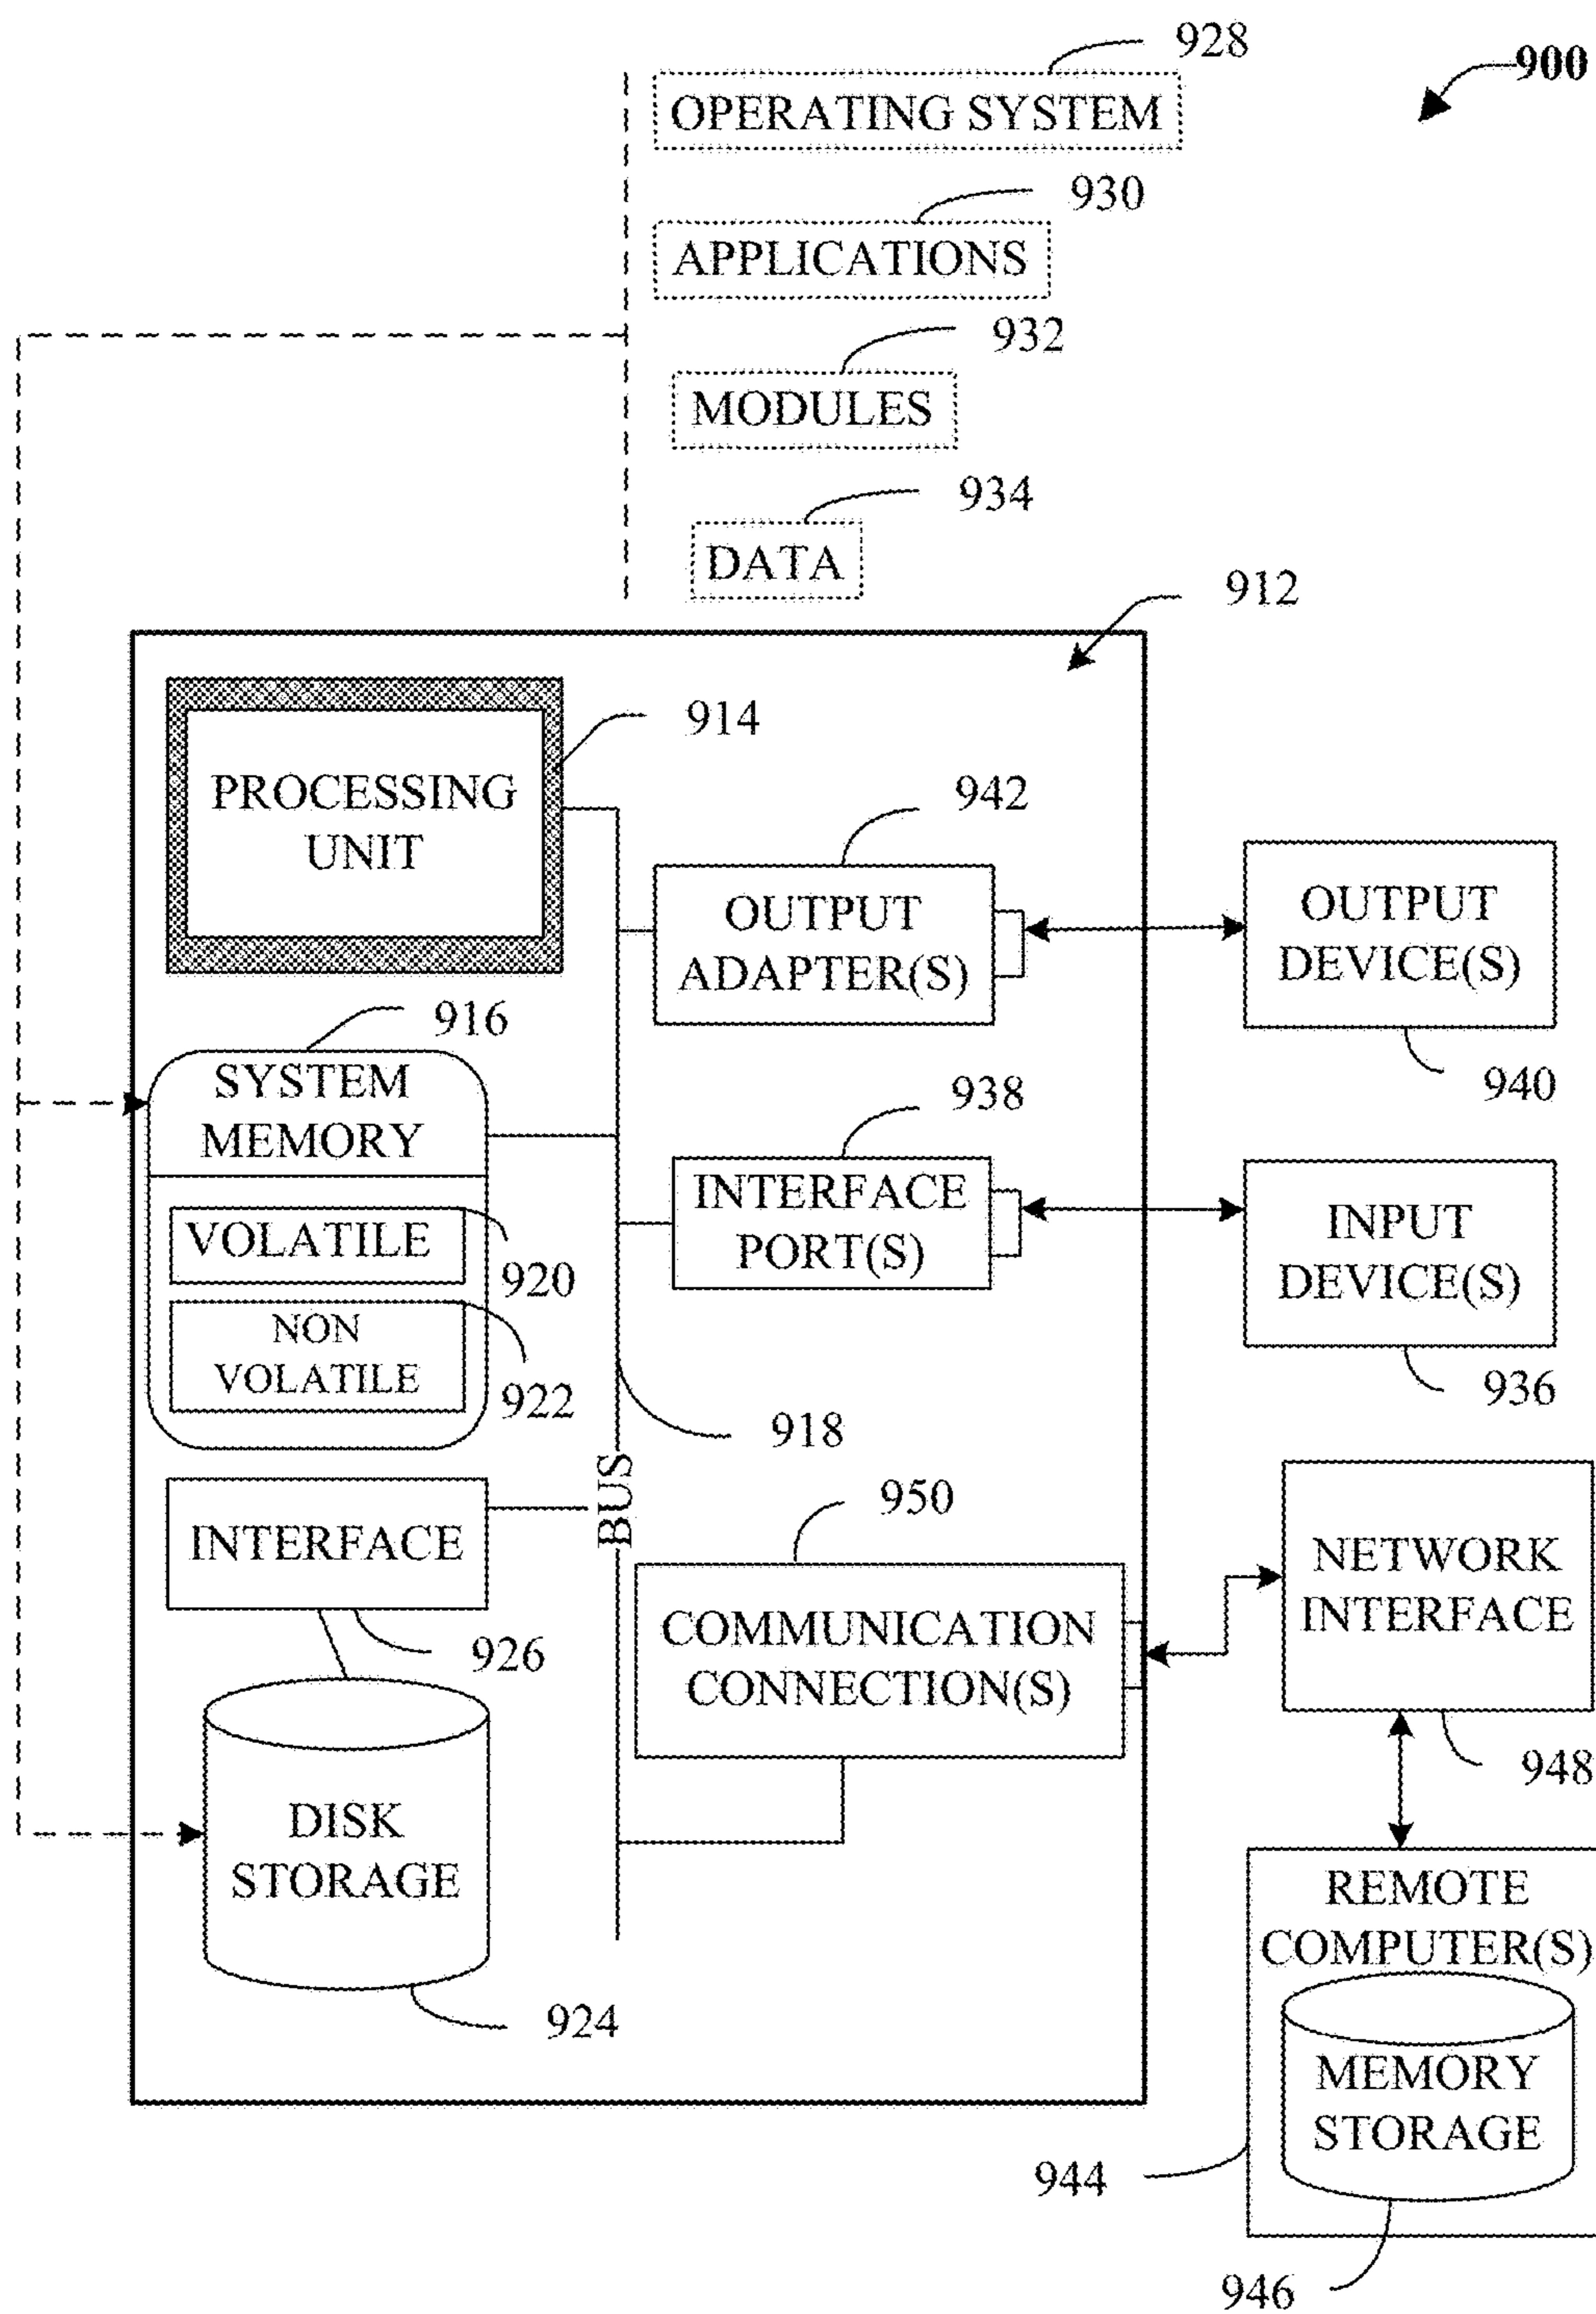 928
900
OPERATING SYSTEM
930
APPLICATIONS
932
MODULES
934
DATA
912
914
PROCESSING
UNIT
942
OUTPUT
ADAPTER(S)
OUTPUT
DEVICE(S)
940
916
SYSTEM
MEMORY
938
INTERFACE
PORT(S)
INPUT
DEVICE(S)
936
VOLATILE
920
NON
VOLATILE
922
918
BUS
950
INTERFACE
926
COMMUNICATION
CONNECTION(S)
NETWORK
INTERFACE
948
DISK
STORAGE
924
REMOTE
COMPUTER(S)
MEMORY
STORAGE
944
946